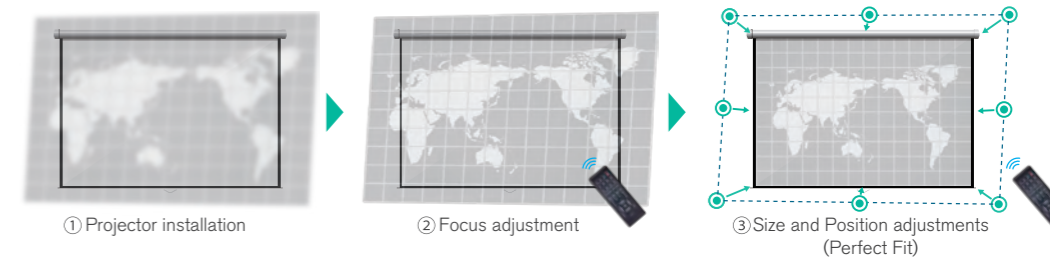 ① Projector installation
② Focus adjustment
③ Size and Position adjustments
(Perfect Fit)